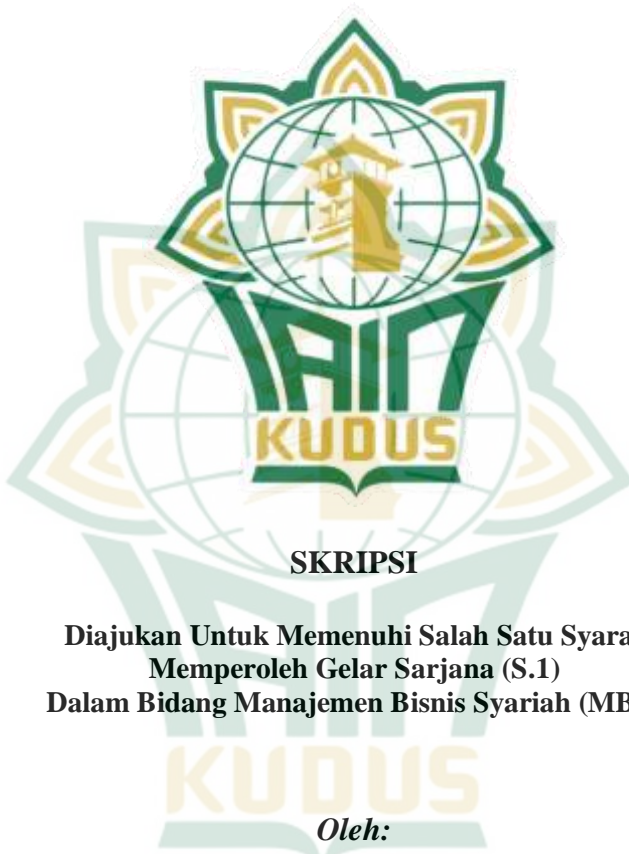 IAIN
KUDUS
SKRIPSI
Diajukan Untuk Memenuhi Salah Satu Syara
Memperoleh Gelar Sarjana (S.1)
Dalam Bidang Manajemen Bisnis Syariah (MB
KUDUS
Oleh: